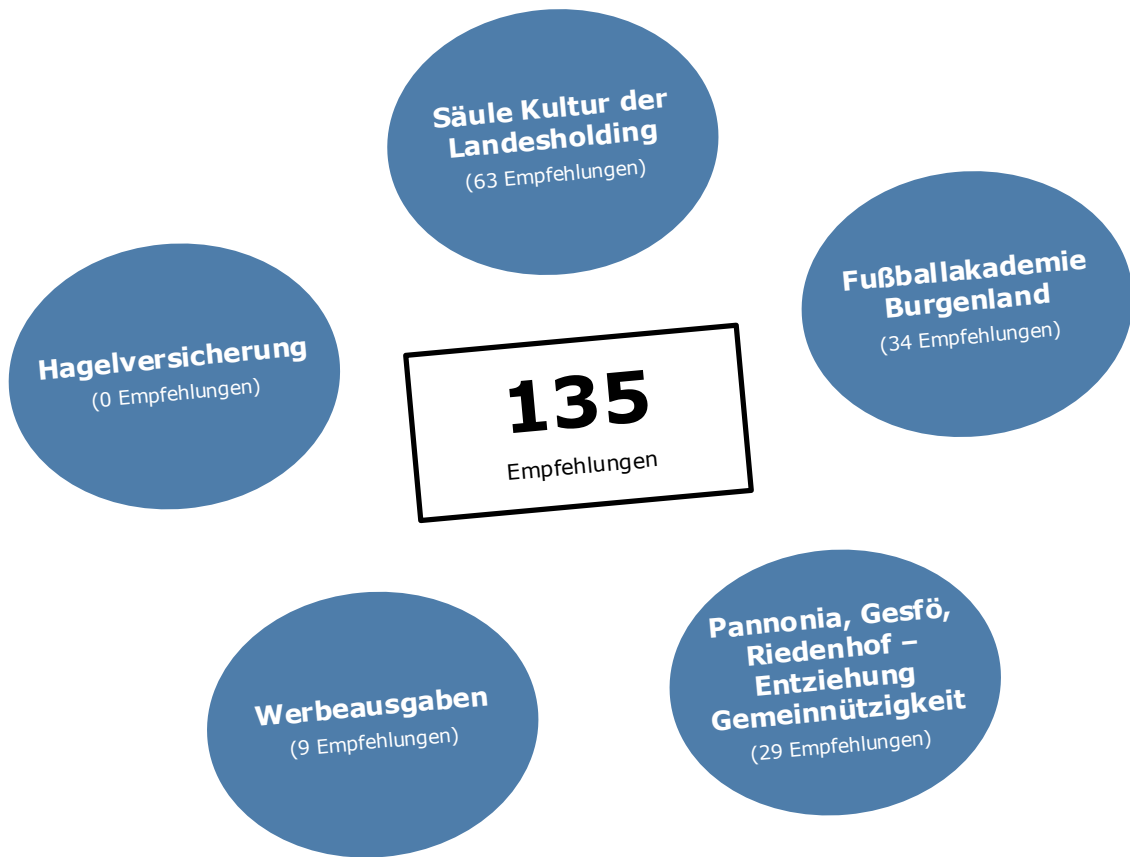 Säule Kultur der
Landesholding
(63 Empfehlungen)
Fußballakademie
Burgenland
(34 Empfehlungen)
Hagelversicherung
(0 Empfehlungen)
135
Empfehlungen
Pannonia, Gesfö,
Riedenhof –
Entziehung
Gemeinnützigkeit
(29 Empfehlungen)
Werbeausgaben
(9 Empfehlungen)